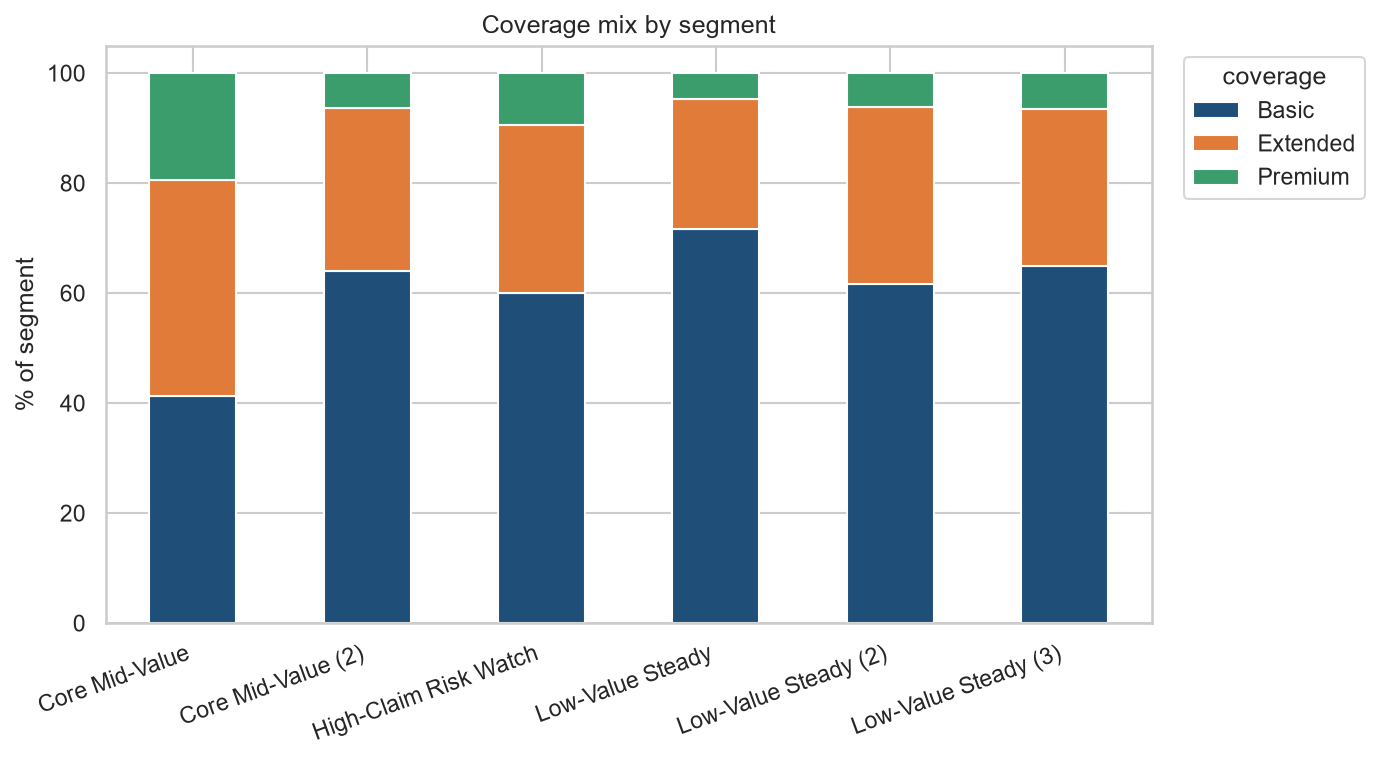 Coverage mix by segment
% of segment
100
80
60
40
20
0
Core Mid-Value
Core Mid-Value (2)
High-Claim Risk Watch
Low-Value Steady
Low-Value Steady (2)
Low-Value Steady (3)
coverage
Basic
Extended
Premium